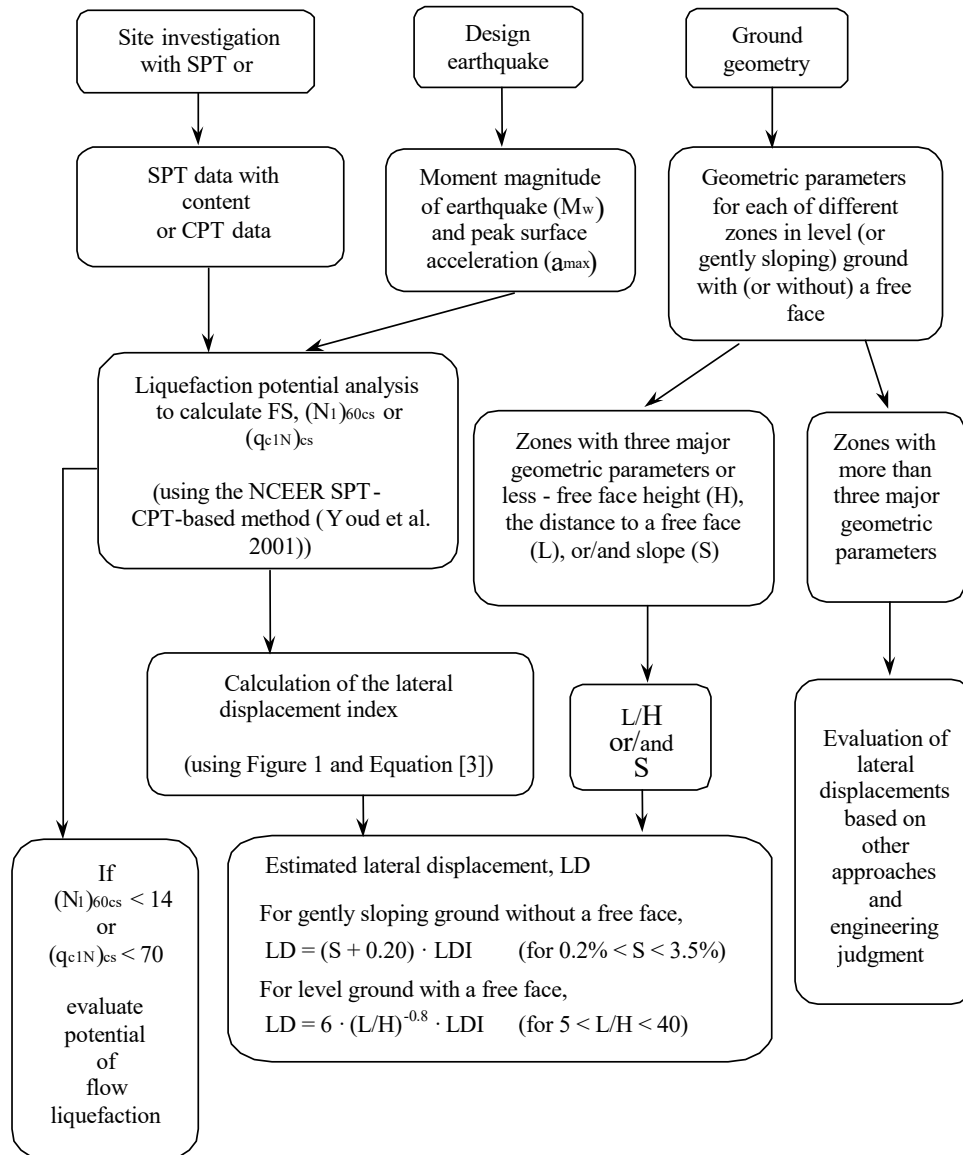 Site investigation
with SPT or
Design
earthquake
Ground
geometry
SPT data with
content
or CPT data
Moment magnitude
of earthquake (Mw)
and peak surface
acceleration (amax)
Geometric parameters
for each of different
zones in level (or
gently sloping) ground
with (or without) a free
face
Liquefaction potential analysis
to calculate FS, (N1)60cs or
(qc1N)cs
(using the NCEER SPT-
CPT-based method (Youd et al.
2001))
Zones with three major
geometric parameters or
less - free face height (H),
the distance to a free face
(L), or/and slope (S)
Zones with
more than
three major
geometric
parameters
Calculation of the lateral
displacement index
(using Figure 1 and Equation [3])
L/H
or/and
S
Evaluation of
lateral
displacements
based on
other
approaches
and
engineering
judgment
If
(N1)60cs < 14
or
(qc1N)cs < 70
evaluate
potential
of
flow
liquefaction
Estimated lateral displacement, LD
For gently sloping ground without a free face,
LD = (S + 0.20) · LDI (for 0.2% < S < 3.5%)
For level ground with a free face,
LD = 6 · (L/H)^-0.8 · LDI (for 5 < L/H < 40)